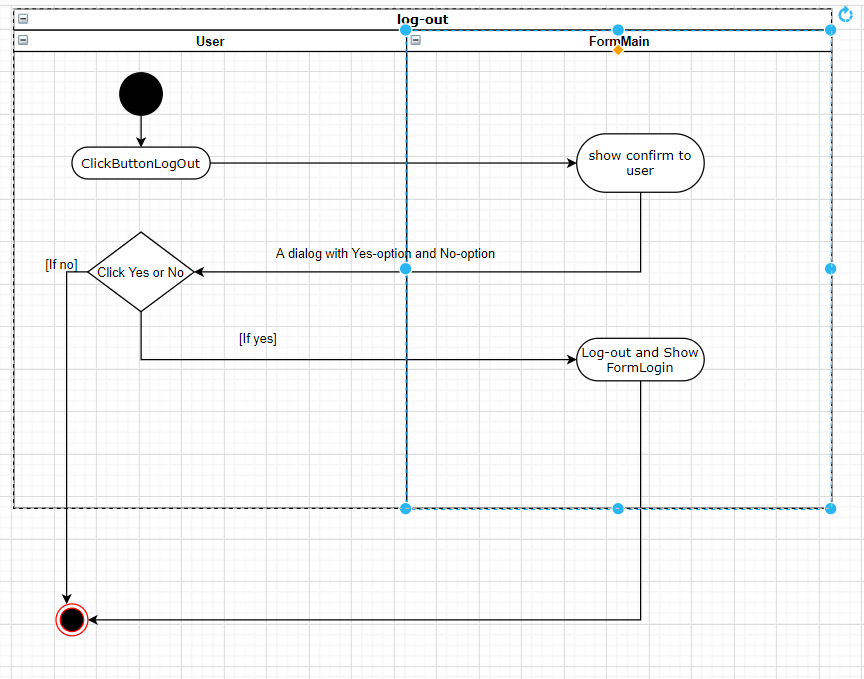 log-out
User
FormMain
ClickButtonLogOut
show confirm to
user
A dialog with Yes-option and No-option
[If no]
Click Yes or No
[If yes]
Log-out and Show
FormLogin